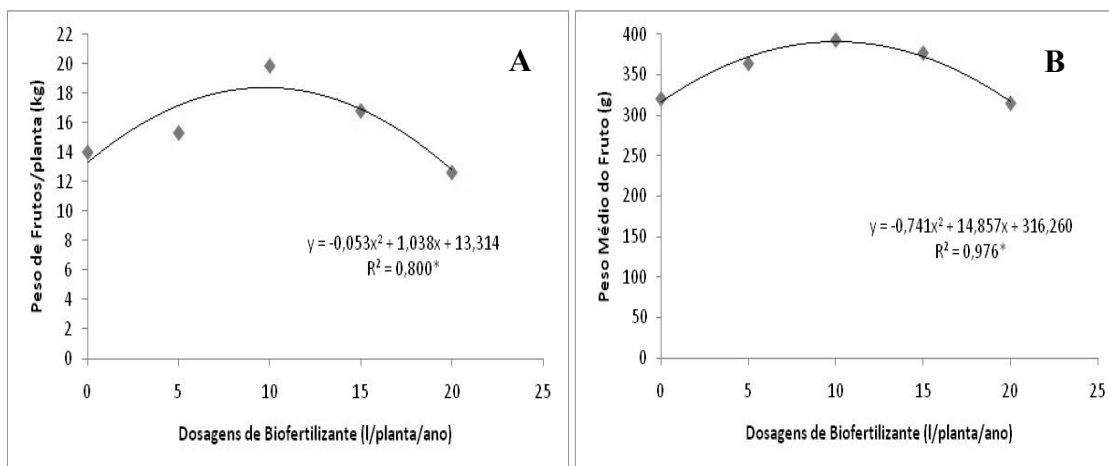 A
Peso de Frutos/planta (kg)
22
20
18
16
14
12
10
8
6
4
2
0
y = -0,053x² + 1,038x + 13,314
R² = 0,800*
0 5 10 15 20 25
Dosagens de Biofertilizante (l/planta/ano)
B
Peso Médio do Fruto (g)
400
350
300
250
200
150
100
50
0
y = -0,741x² + 14,857x + 316,260
R² = 0,976*
0 5 10 15 20 25
Dosagens de Biofertilizante (l/planta/ano)